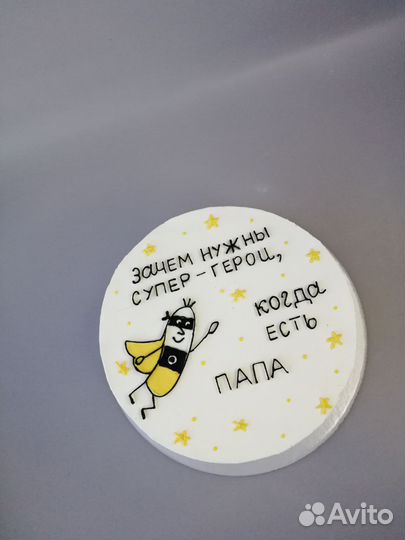 ЗАЧЕМ НУЖНЫ
СУПЕР-ГЕРОИ,
КОГДА
ЕСТЬ
ПАПА
Avito